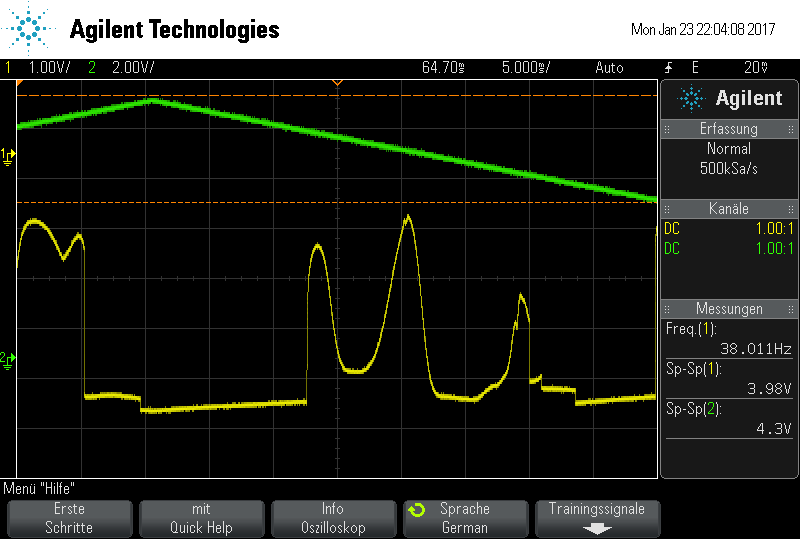 Agilent Technologies
Mon Jan 23 22:04:08 2017
1 1.00V/ 2 2.00V/ 64.70s 5.000s/ Auto E 20V
Agilent
Erfassung
Normal
500kSa/s
Kanäle
DC 1.00:1
DC 1.00:1
Messungen
Freq.(1):
38.011Hz
Sp-Sp(1):
3.98V
Sp-Sp(2):
4.3V
1
2
Menü "Hilfe"
Erste Schritte
mit Quick Help
Info Oszilloskop
Sprache German
Trainingssignale